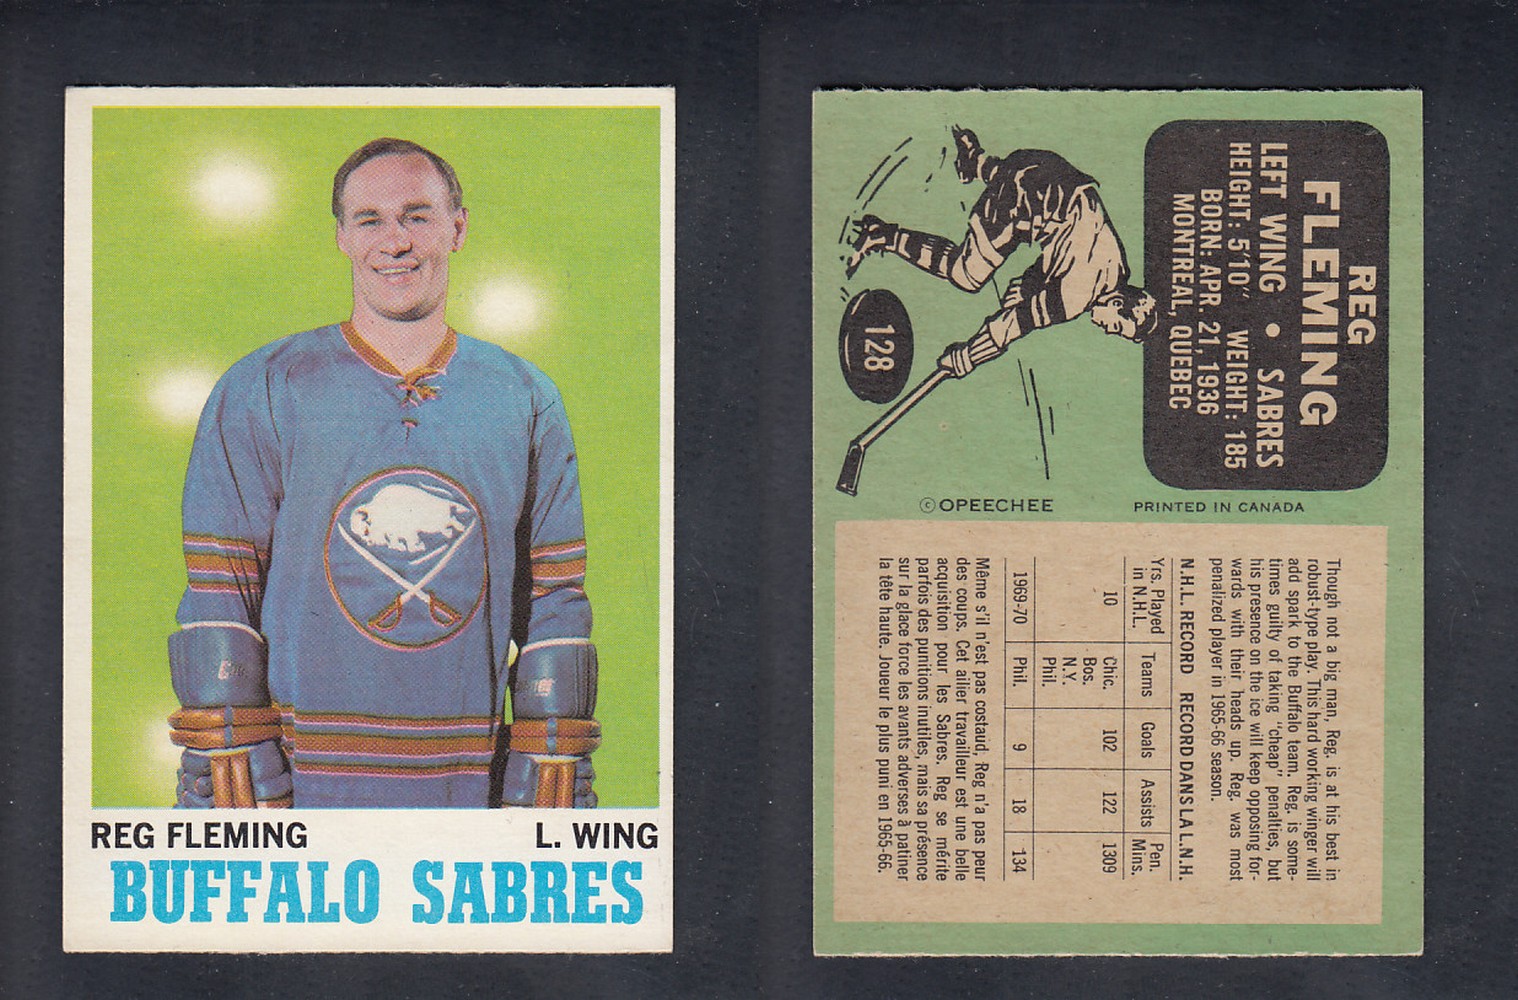 REG FLEMING L. WING
BUFFALO SABRES
REG
FLEMING
LEFT WING • SABRES
HEIGHT: 5'10" WEIGHT: 185
BORN: APR. 21, 1936
MONTREAL, QUEBEC
128
© OPEECHEE PRINTED IN CANADA
Though not a big man, Reg. is at his best in
robust-type play. This hard working winger will
add spark to the Buffalo team. Reg. is some-
times guilty of taking "cheap" penalties, but
his presence on the ice will keep opposing for-
wards with their heads up. Reg. was most
penalized player in 1965-66 season.
N.H.L. RECORD RECORD DANS LA L.N.H.
Yrs. Played in N.H.L. Teams Goals Assists Pen. Mins.
10 Chic. 102 122 1309
Bos.
N.Y.
Phil.
1969-70 Phil. 9 18 134
Même s'il n'est pas costaud, Reg n'a pas peur
des coups. Cet ailier travailleur est une belle
acquisition pour les Sabres. Reg se mérite
parfois des punitions inutiles, mais sa présence
sur la glace force les avants adverses à patiner
la tête haute. Joueur le plus puni en 1965-66.